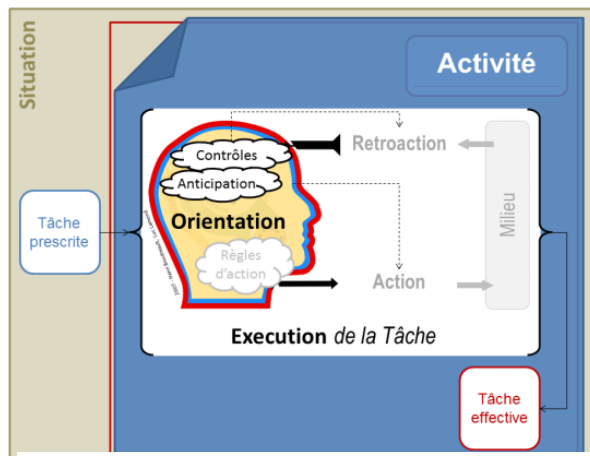 Situation
Activité
Contrôles
Retroaction
Anticipation
Tâche
prescrite
Orientation
Milieu
Règles
d'action
Action
Execution de la Tâche
Tâche
effective